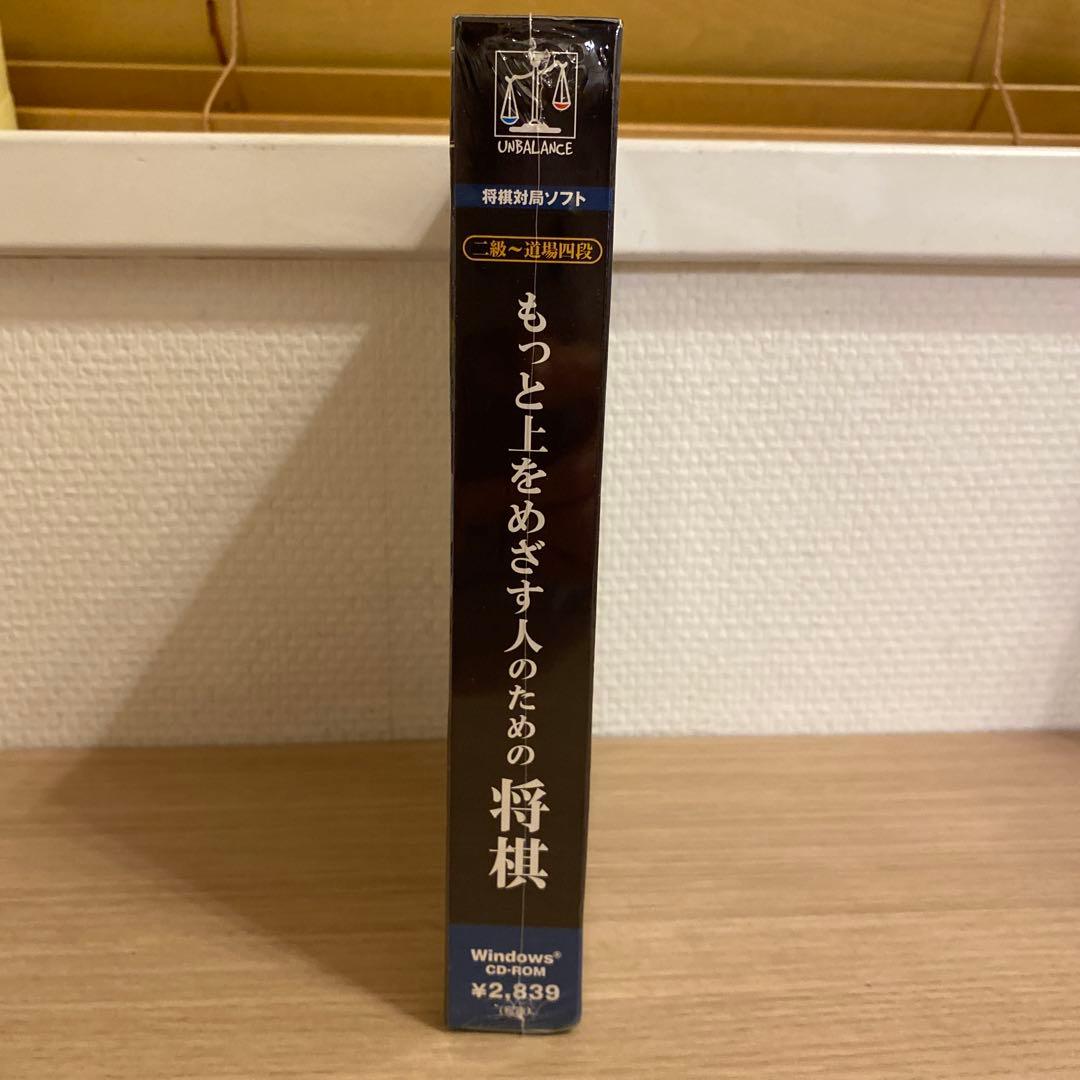 UNBALANCE
将棋対局ソフト
二級～道場四段
もっと上をめざす人のための
将棋
Windows®
CD-ROM
¥2,839